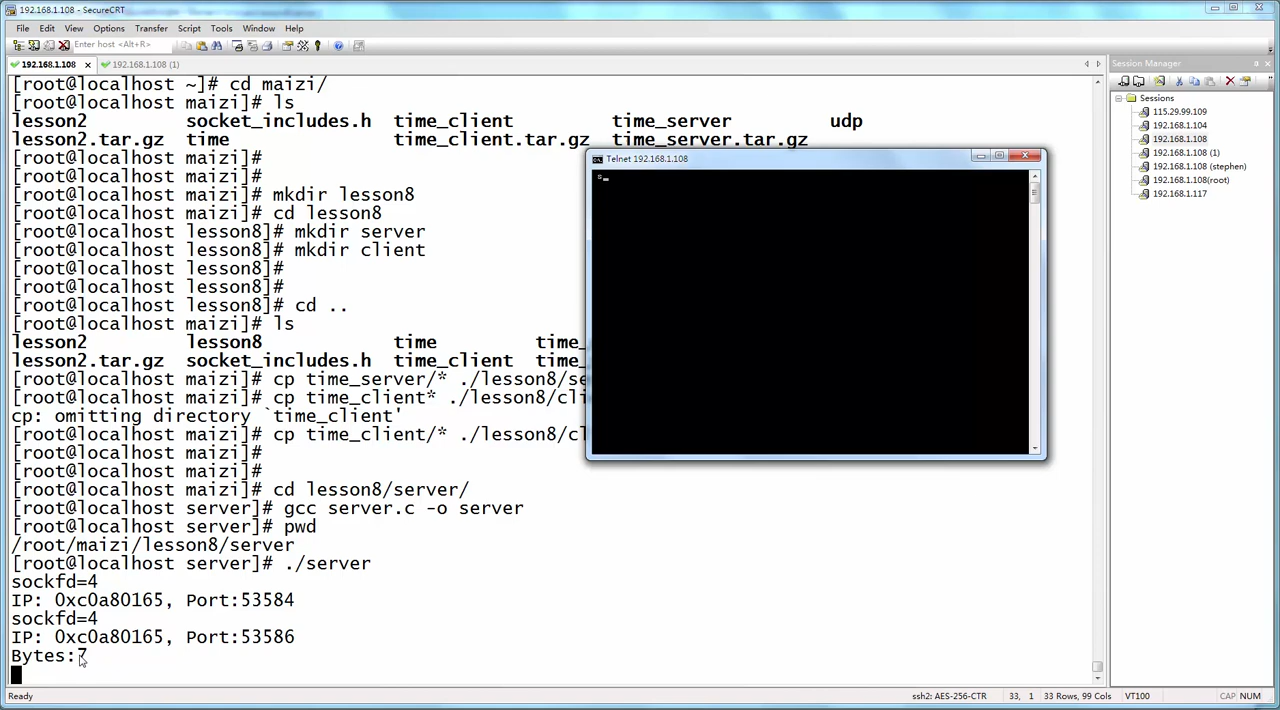 192.168.1.108 - SecureCRT
File Edit View Options Transfer Script Tools Window Help
Enter host <Alt+R>
192.168.1.108 192.168.1.108 (1)
[root@localhost ~]# cd maizi/
[root@localhost maizi]# ls
lesson2 socket_includes.h time_client time_server udp
lesson2.tar.gz time time_client.tar.gz time_server.tar.gz
[root@localhost maizi]#
[root@localhost maizi]#
[root@localhost maizi]# mkdir lesson8
[root@localhost maizi]# cd lesson8
[root@localhost lesson8]# mkdir server
[root@localhost lesson8]# mkdir client
[root@localhost lesson8]#
[root@localhost lesson8]#
[root@localhost lesson8]# cd ..
[root@localhost maizi]# ls
lesson2 lesson8 time time_
lesson2.tar.gz socket_includes.h time_client time_
[root@localhost maizi]# cp time_server/* ./lesson8/se
[root@localhost maizi]# cp time_client* ./lesson8/cli
cp: omitting directory `time_client'
[root@localhost maizi]# cp time_client/* ./lesson8/cl
[root@localhost maizi]#
[root@localhost maizi]#
[root@localhost maizi]# cd lesson8/server/
[root@localhost server]# gcc server.c -o server
[root@localhost server]# pwd
/root/maizi/lesson8/server
[root@localhost server]# ./server
sockfd=4
IP: 0xc0a80165, Port:53584
sockfd=4
IP: 0xc0a80165, Port:53586
Bytes:7
Telnet 192.168.1.108
s_
Session Manager
Sessions
115.29.99.109
192.168.1.104
192.168.1.108
192.168.1.108 (1)
192.168.1.108 (stephen)
192.168.1.108(root)
192.168.1.117
Ready ssh2: AES-256-CTR 33, 1 33 Rows, 99 Cols VT100 CAP NUM